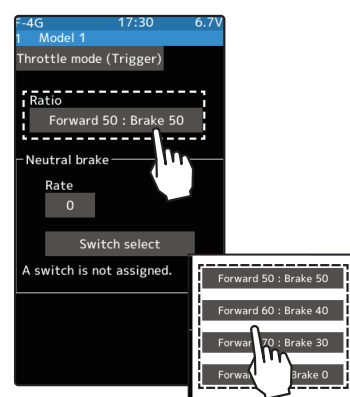 F-4G 17:30 6.7V
1 Model 1
Throttle mode (Trigger)
Ratio
Forward 50 : Brake 50
Neutral brake
Rate
0
Switch select
A switch is not assigned.
Forward 50 : Brake 50
Forward 60 : Brake 40
70 : Brake 30
Brake 0